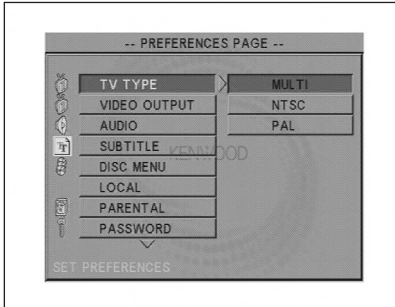 -- PREFERENCES PAGE --
TV TYPE
MULTI
VIDEO OUTPUT
NTSC
AUDIO
PAL
SUBTITLE
KENWOOD
DISC MENU
LOCAL
PARENTAL
PASSWORD
SET PREFERENCES